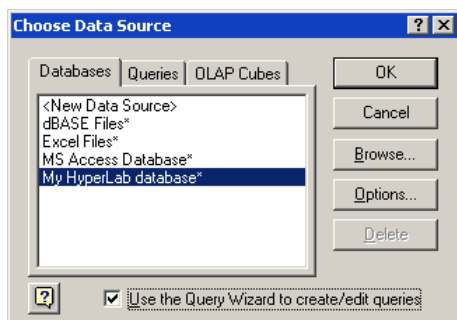 Choose Data Source
Databases Queries OLAP Cubes
<New Data Source>
dBASE Files*
Excel Files*
MS Access Database*
My HyperLab database*
OK
Cancel
Browse...
Options...
Delete
Use the Query Wizard to create/edit queries